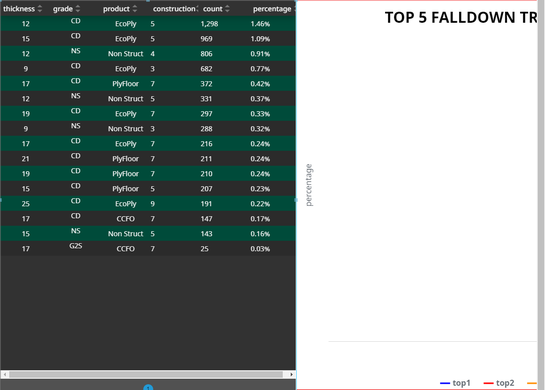 thickness grade product construction count percentage
12 CD EcoPly 5 1,298 1.46%
15 CD EcoPly 5 969 1.09%
12 NS Non Struct 4 806 0.91%
9 CD EcoPly 3 682 0.77%
17 CD PlyFloor 7 372 0.42%
12 NS Non Struct 5 331 0.37%
19 CD EcoPly 7 297 0.33%
9 NS Non Struct 3 288 0.32%
17 CD EcoPly 7 216 0.24%
21 CD PlyFloor 7 211 0.24%
19 CD PlyFloor 7 210 0.24%
15 CD PlyFloor 5 207 0.23%
25 CD EcoPly 9 191 0.22%
17 CD CCFO 7 147 0.17%
15 NS Non Struct 5 143 0.16%
17 G2S CCFO 7 25 0.03%
TOP 5 FALLDOWN TR
percentage
top1 top2